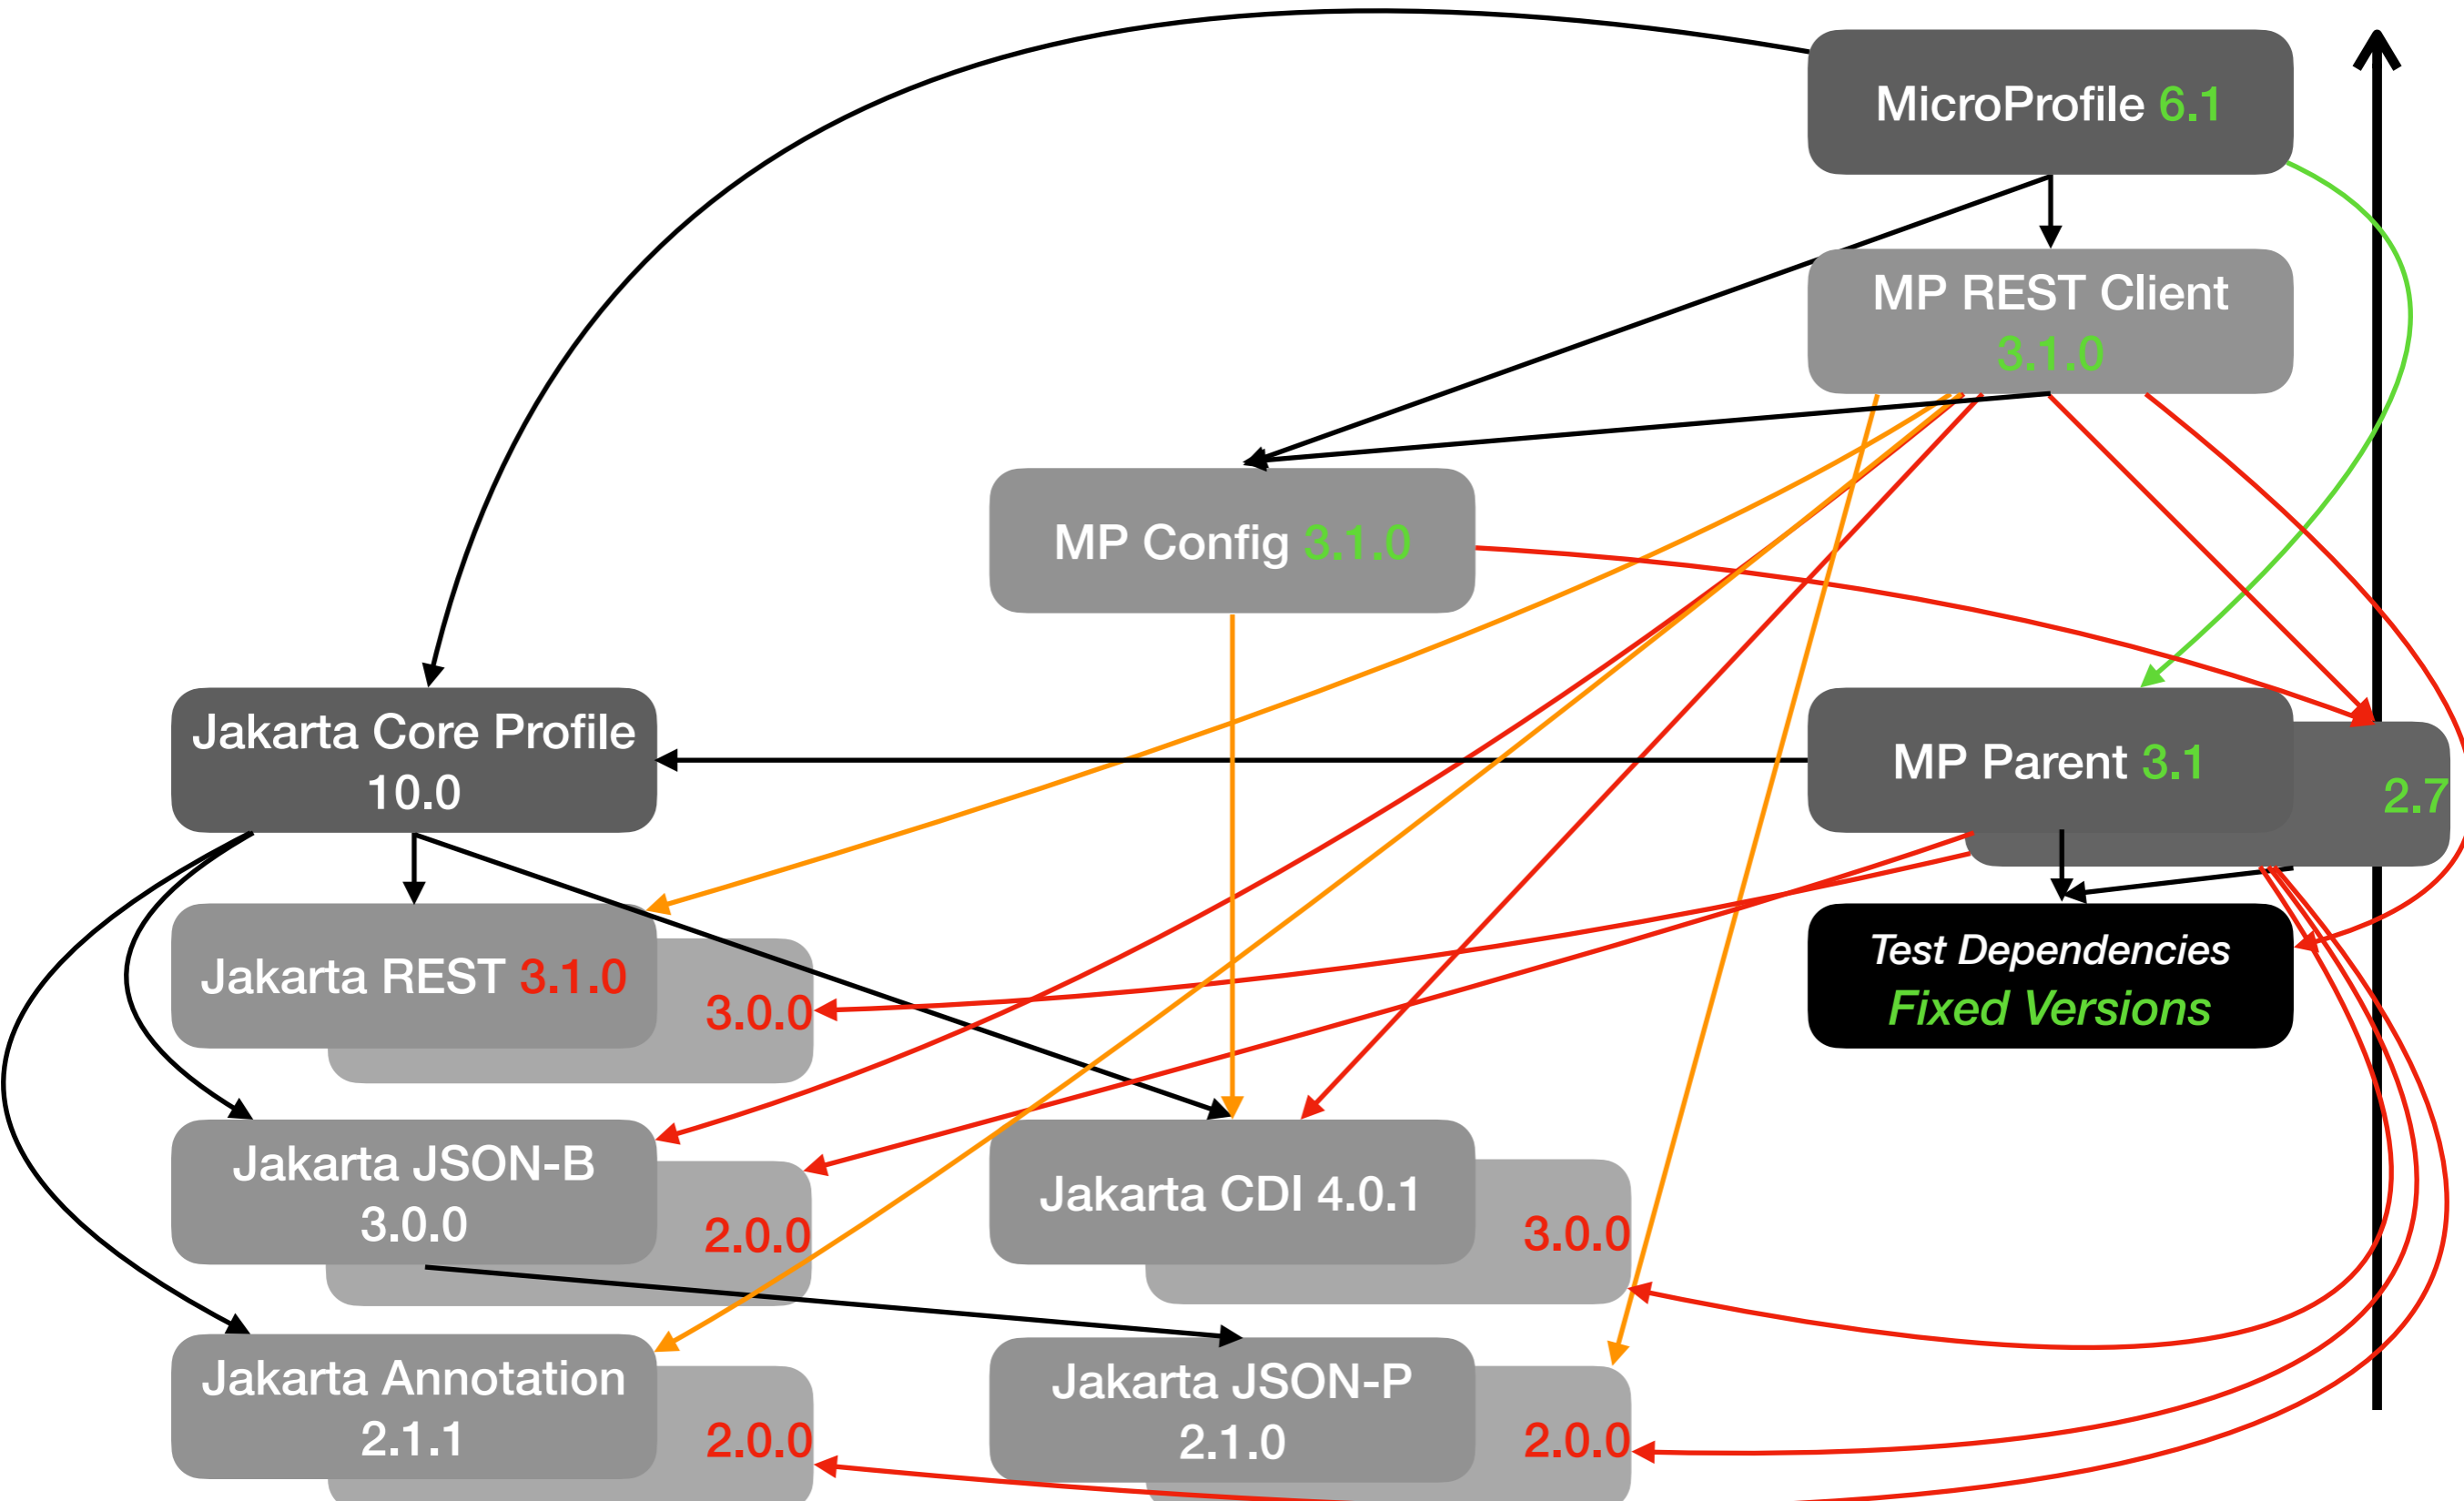 MicroProfile 6.1
MP REST Client
3.1.0
MP Config 3.1.0
Jakarta Core Profile
10.0
MP Parent 3.1
2.7
Jakarta REST 3.1.0
3.0.0
Test Dependencies
Fixed Versions
Jakarta JSON-B
3.0.0
2.0.0
Jakarta CDI 4.0.1
3.0.0
Jakarta Annotation
2.1.1
2.0.0
Jakarta JSON-P
2.1.0
2.0.0